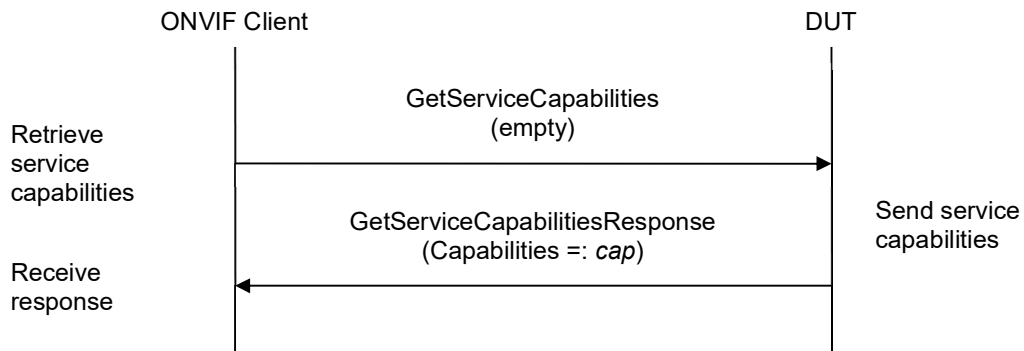 ONVIF Client
DUT
GetServiceCapabilities
(empty)
Retrieve
service
capabilities
GetServiceCapabilitiesResponse
(Capabilities =: cap)
Send service
capabilities
Receive
response